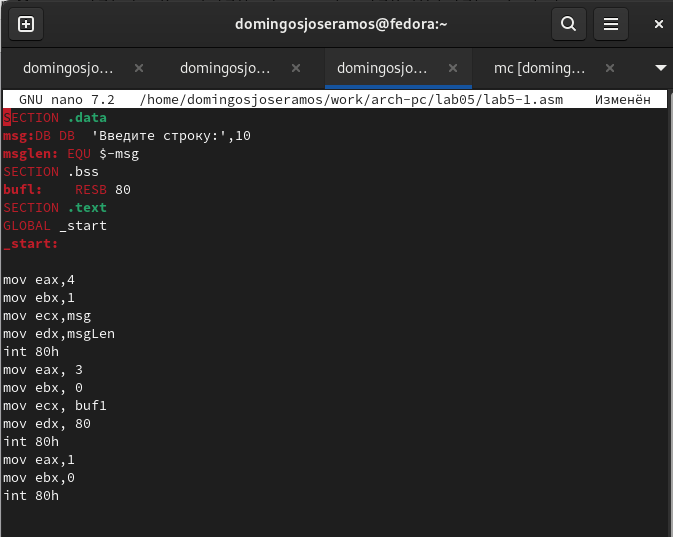 domingosjoseramos@fedora:~
domingosjo... × domingosjo... × domingosjo... × mc [doming... ×
GNU nano 7.2 /home/domingosjoseramos/work/arch-pc/lab05/lab5-1.asm Изменён
SECTION .data
msg:DB DB 'Введите строку:',10
msglen: EQU $-msg
SECTION .bss
bufl: RESB 80
SECTION .text
GLOBAL _start
_start:
mov eax,4
mov ebx,1
mov ecx,msg
mov edx,msgLen
int 80h
mov eax, 3
mov ebx, 0
mov ecx, buf1
mov edx, 80
int 80h
mov eax,1
mov ebx,0
int 80h